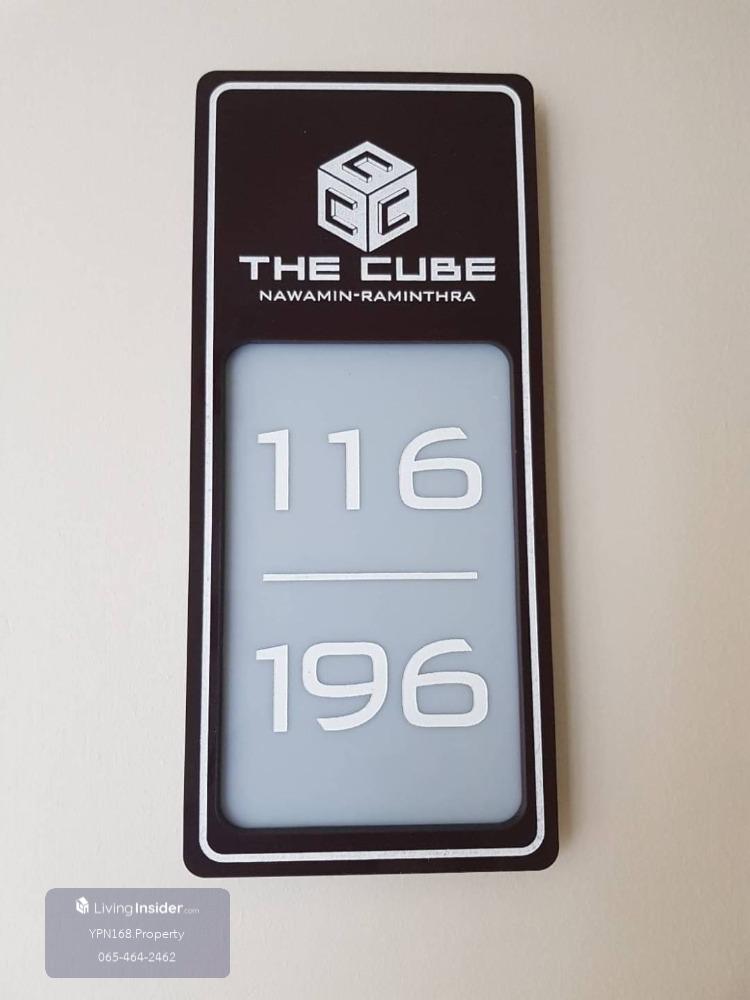 THE CUBE
NAWAMIN-RAMINTHRA
116
196
LivingInsider.com
YPN168.Property
065-464-2462